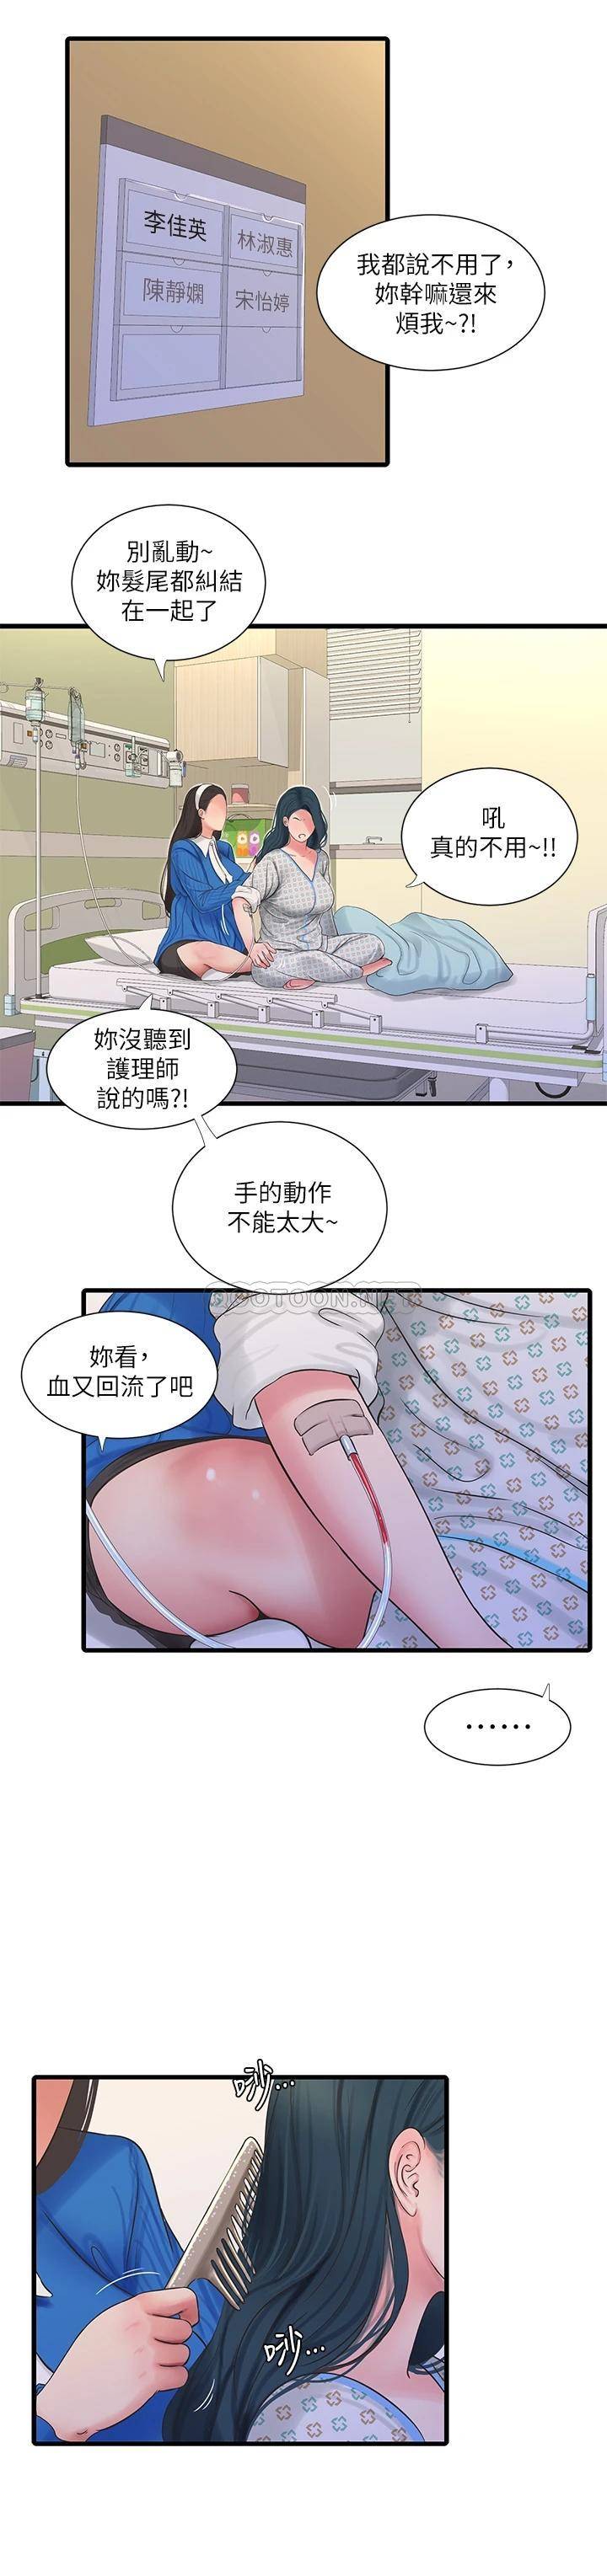 李佳英
林淑惠
陳靜嫻
宋怡婷
我都說不用了，
妳幹嘛還來
煩我~?!
別亂動~
妳髮尾都糾結
在一起了
吼
真的不用~!!
妳沒聽到
護理師
說的嗎?!
手的動作
不能太大~
妳看，
血又回流了吧
••••••
唦...
唦...